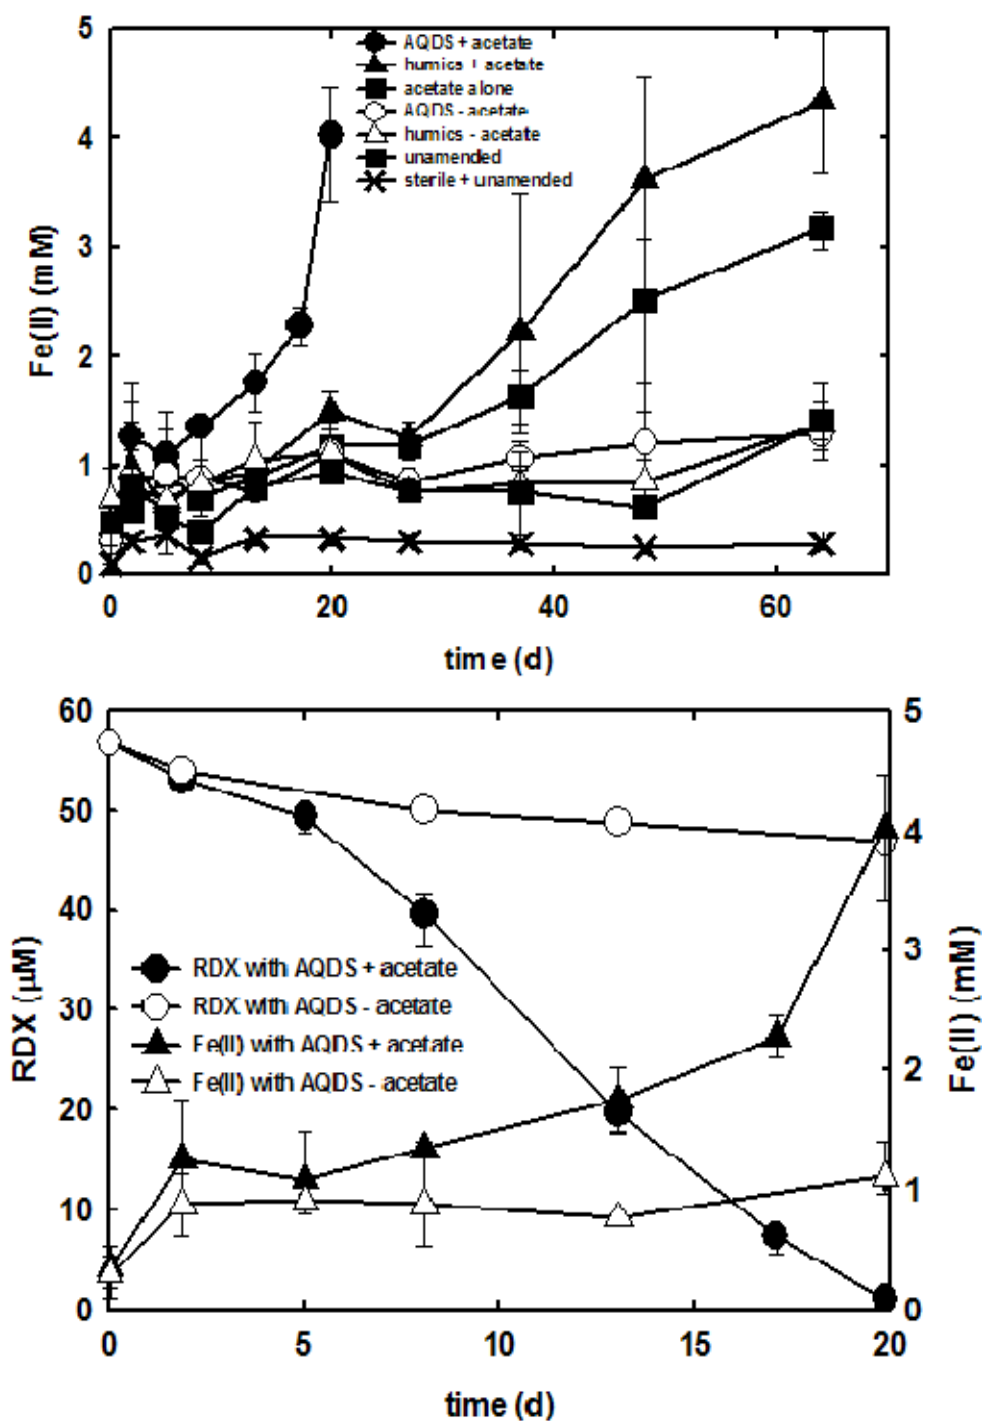 5
AQDS + acetate
humics + acetate
acetate alone
AQDS - acetate
humics - acetate
unamended
sterile + unamended
4
3
2
1
0
Fe(II) (mM)
0 20 40 60
time (d)
60 5
50
4
40
3
RDX with AQDS + acetate
RDX with AQDS - acetate
30
Fe(II) with AQDS + acetate
Fe(II) with AQDS - acetate
2
20
10 1
0 0
RDX (µM)
Fe(II) (mM)
0 5 10 15 20
time (d)